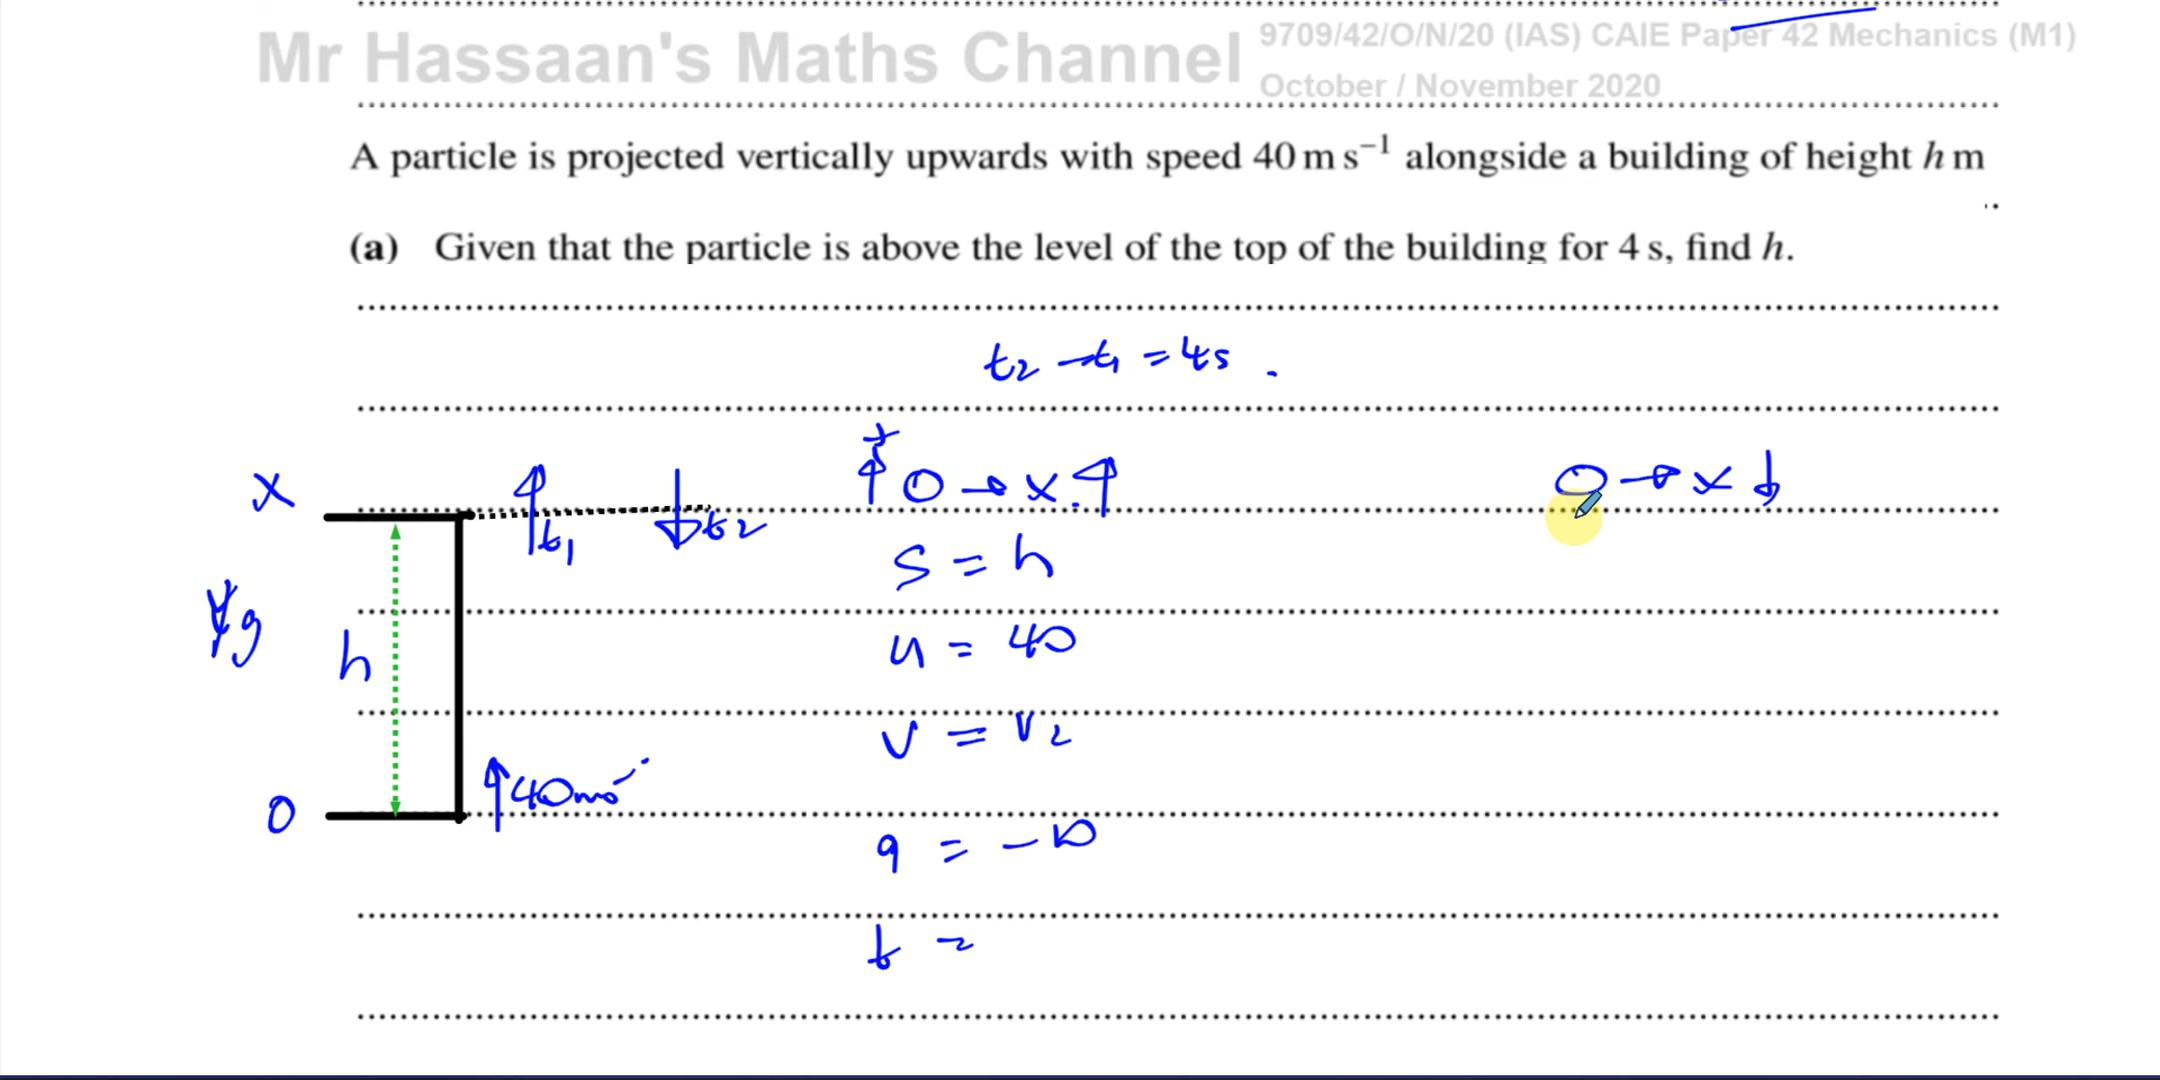 Mr Hassaan's Maths Channel
9709/42/O/N/20 (IAS) CAIE Paper 42 Mechanics (M1)
October / November 2020
A particle is projected vertically upwards with speed 40 m s⁻¹ alongside a building of height h m
(a) Given that the particle is above the level of the top of the building for 4 s, find h.
t₂ - t₁ = 4s.
x
t₁
t₂
+
O → x.
O → x
s = h
g
h
u = 40
v = v₂
O
40ms⁻¹
a = -10
t =